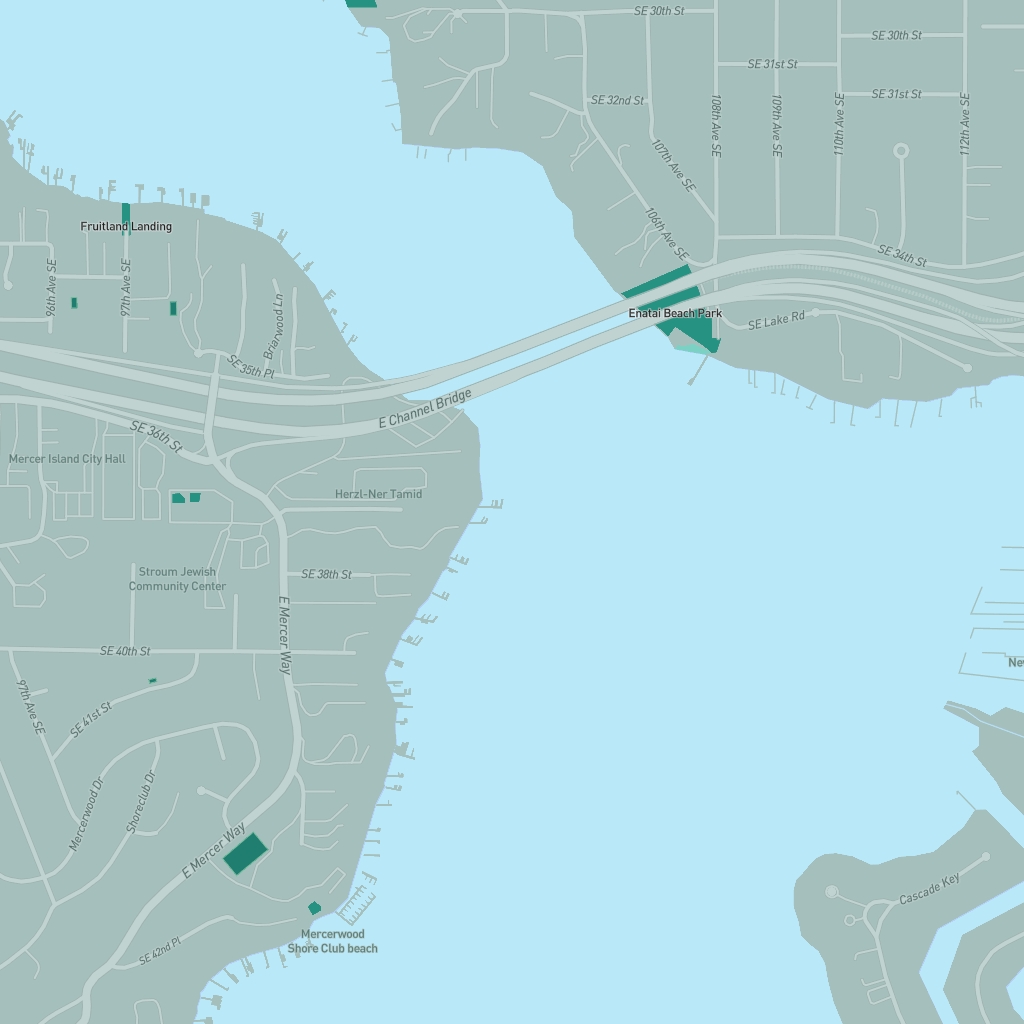 SE 30th St
SE 30th St
SE 31st St
SE 31st St
SE 32nd St
108th Ave SE
109th Ave SE
110th Ave SE
112th Ave SE
107th Ave SE
106th Ave SE
SE 34th St
Fruitland Landing
96th Ave SE
97th Ave SE
Briarwood Ln
Enatai Beach Park
SE Lake Rd
SE 35th Pl
E Channel Bridge
SE 36th St
Mercer Island City Hall
Herzl-Ner Tamid
Stroum Jewish
Community Center
SE 38th St
E Mercer Way
SE 40th St
Nev
97th Ave SE
SE 41st St
Mercerwood Dr
Shoreclub Dr
E Mercer Way
Cascade Key
Mercerwood
Shore Club beach
SE 42nd Pl